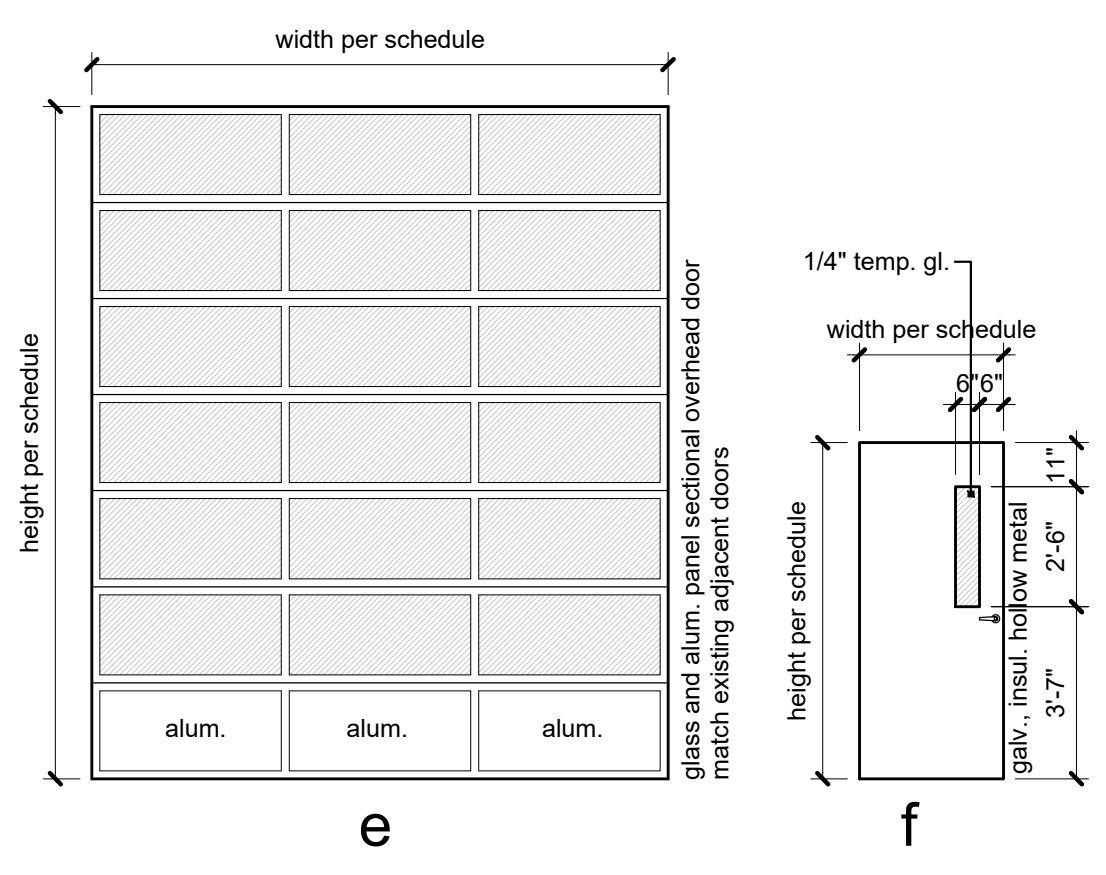 width per schedule
height per schedule
alum.
alum.
alum.
glass and alum. panel sectional overhead door
match existing adjacent doors
e
1/4" temp. gl.
width per schedule
6"
6"
height per schedule
galv., insul. hollow metal
11"
2'-6"
3'-7"
f